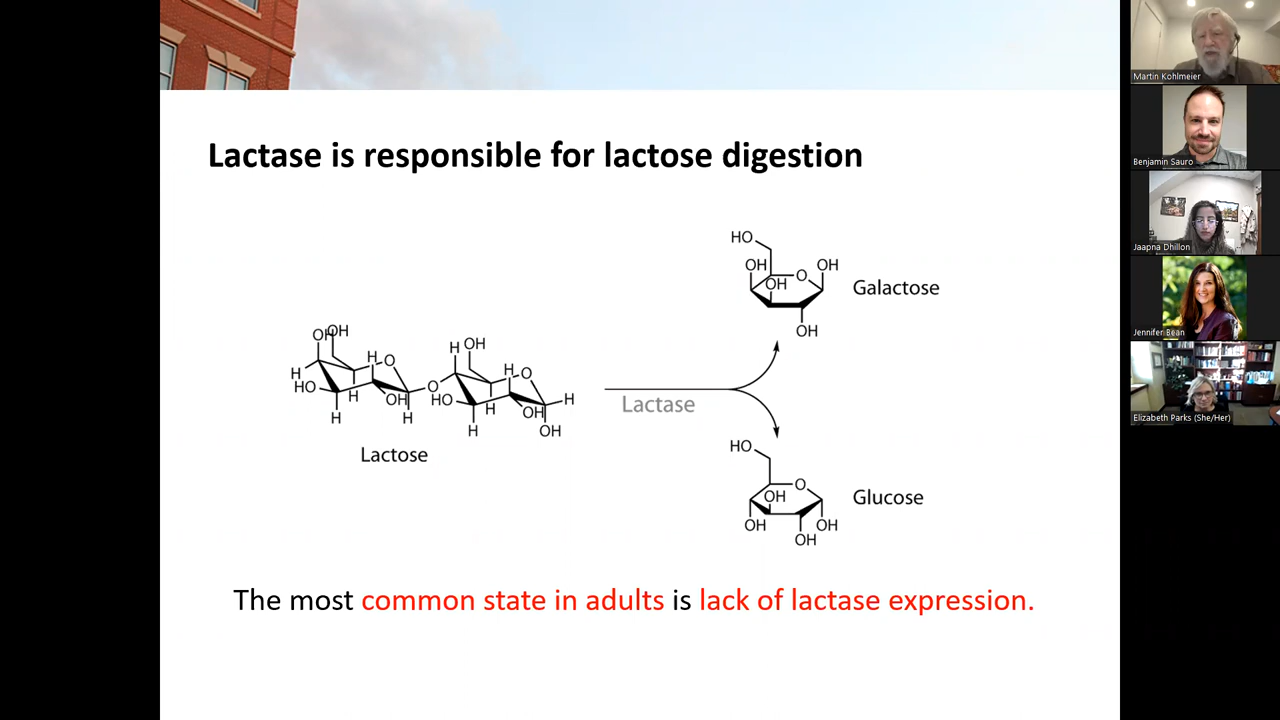 Lactase is responsible for lactose digestion
HO
OH
OH
O
OH
OH
Galactose
OH
OH
H
O
H
HO
H
OH
H
H
O
H
OH
H
O
HO
H
OH
H
H
OH
Lactose
Lactase
HO
O
OH
OH
OH
OH
Glucose
The most common state in adults is lack of lactase expression.
Martin Kohlmeier
Benjamin Sauro
Jaapna Dhillon
Jennifer Bean
Elizabeth Parks (She/Her)